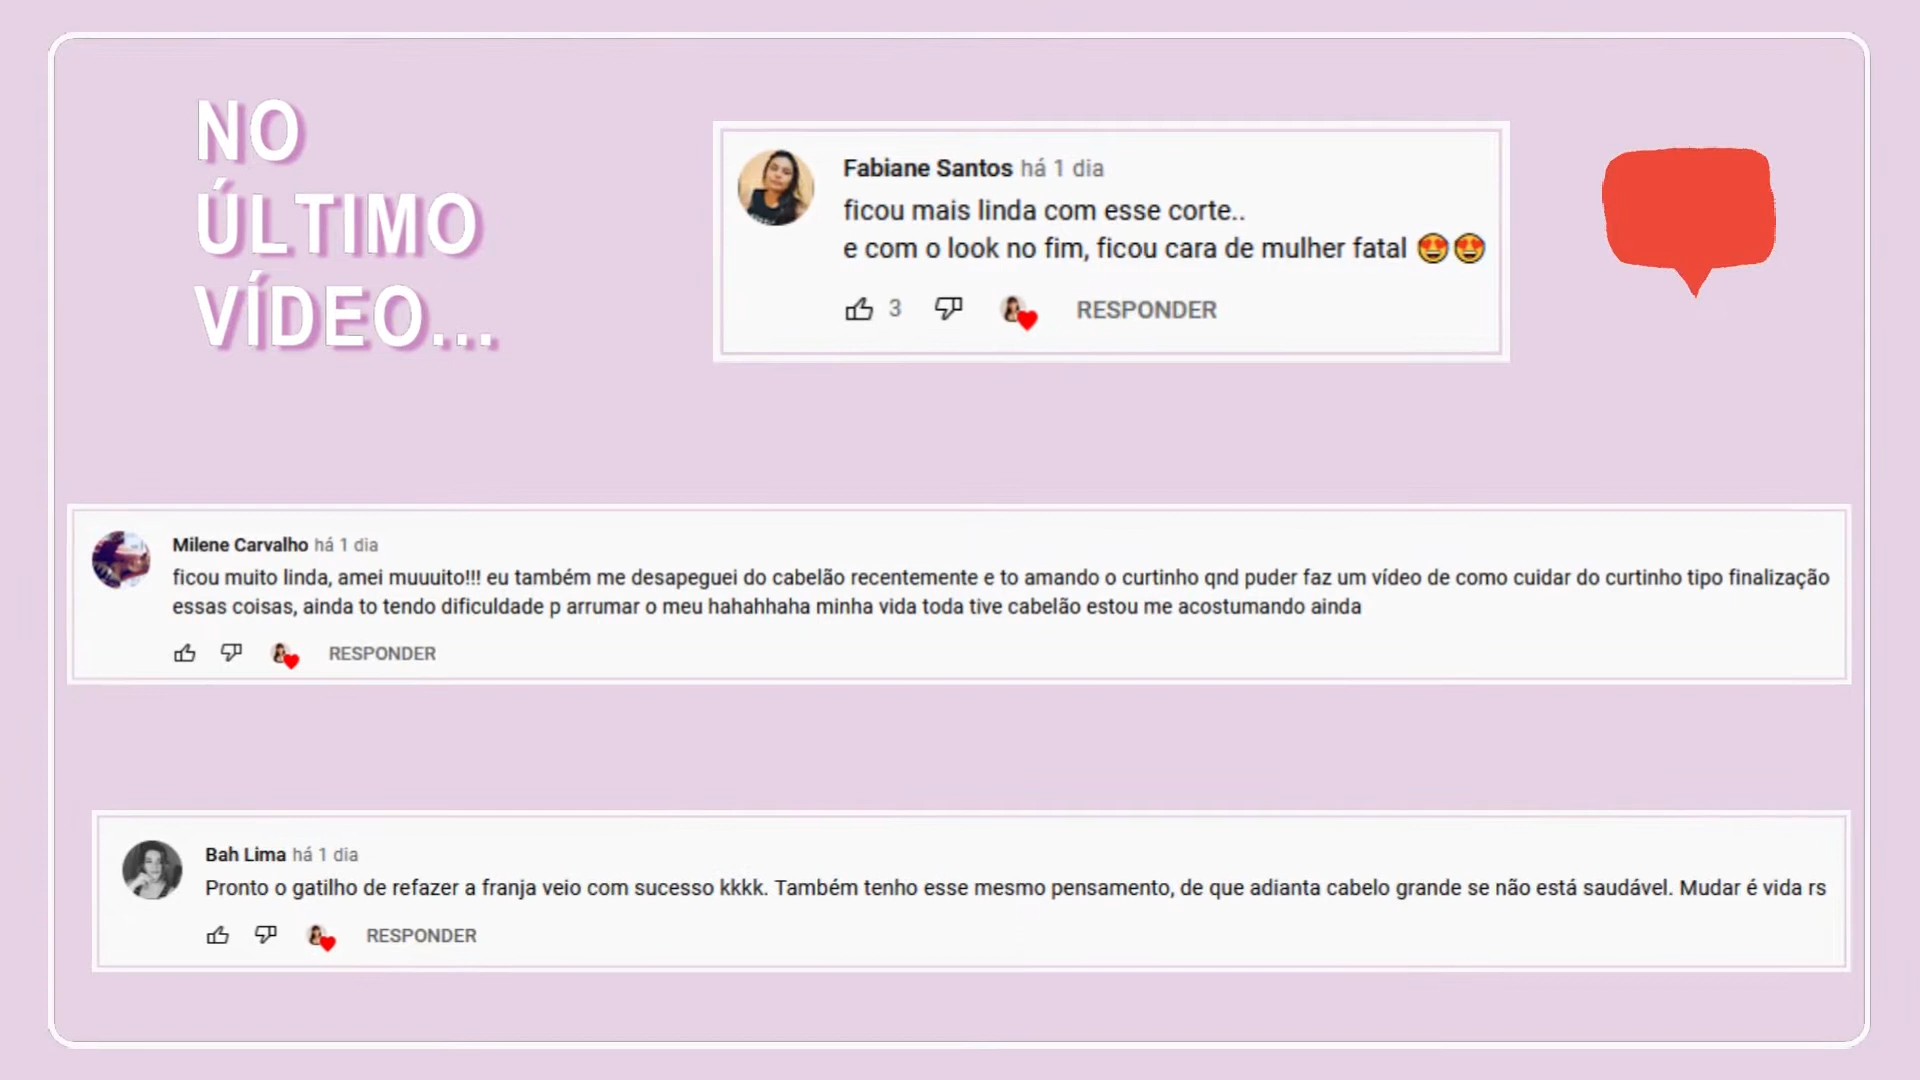 NO
ÚLTIMO
VÍDEO...
Fabiane Santos há 1 dia
ficou mais linda com esse corte..
e com o look no fim, ficou cara de mulher fatal 😍😍
3 RESPONDER
Milene Carvalho há 1 dia
ficou muito linda, amei muuuito!!! eu também me desapeguei do cabelão recentemente e to amando o curtinho qnd puder faz um vídeo de como cuidar do curtinho tipo finalização
essas coisas, ainda to tendo dificuldade p arrumar o meu hahahhaha minha vida toda tive cabelão estou me acostumando ainda
RESPONDER
Bah Lima há 1 dia
Pronto o gatilho de refazer a franja veio com sucesso kkkk. Também tenho esse mesmo pensamento, de que adianta cabelo grande se não está saudável. Mudar é vida rs
RESPONDER